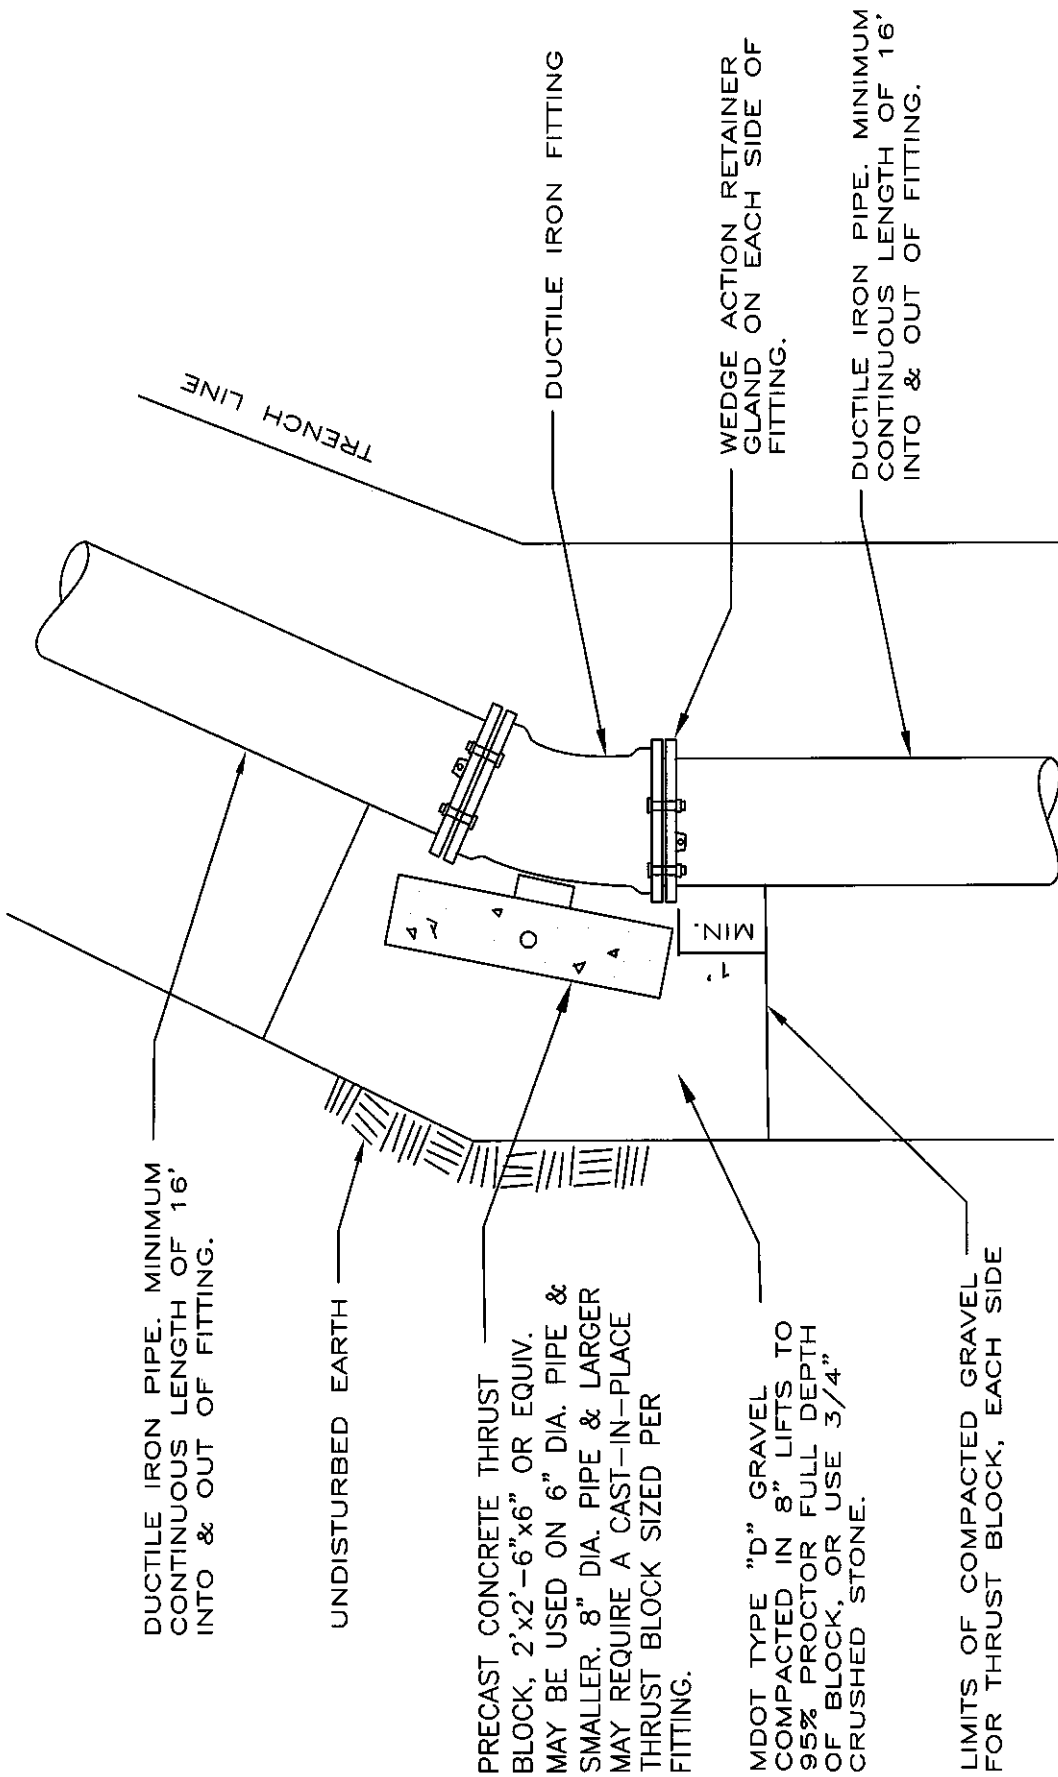 DUCTILE IRON PIPE. MINIMUM
CONTINUOUS LENGTH OF 16'
INTO & OUT OF FITTING.
UNDISTURBED EARTH
PRECAST CONCRETE THRUST
BLOCK, 2'x2'-6"x6" OR EQUIV.
MAY BE USED ON 6" DIA. PIPE &
SMALLER. 8" DIA. PIPE & LARGER
MAY REQUIRE A CAST-IN-PLACE
THRUST BLOCK SIZED PER
FITTING.
MDOT TYPE "D" GRAVEL
COMPACTED IN 8" LIFTS TO
95% PROCTOR FULL DEPTH
OF BLOCK, OR USE 3/4"
CRUSHED STONE.
LIMITS OF COMPACTED GRAVEL
FOR THRUST BLOCK, EACH SIDE
1'
MIN.
TRENCH LINE
DUCTILE IRON FITTING
WEDGE ACTION RETAINER
GLAND ON EACH SIDE OF
FITTING.
DUCTILE IRON PIPE. MINIMUM
CONTINUOUS LENGTH OF 16'
INTO & OUT OF FITTING.